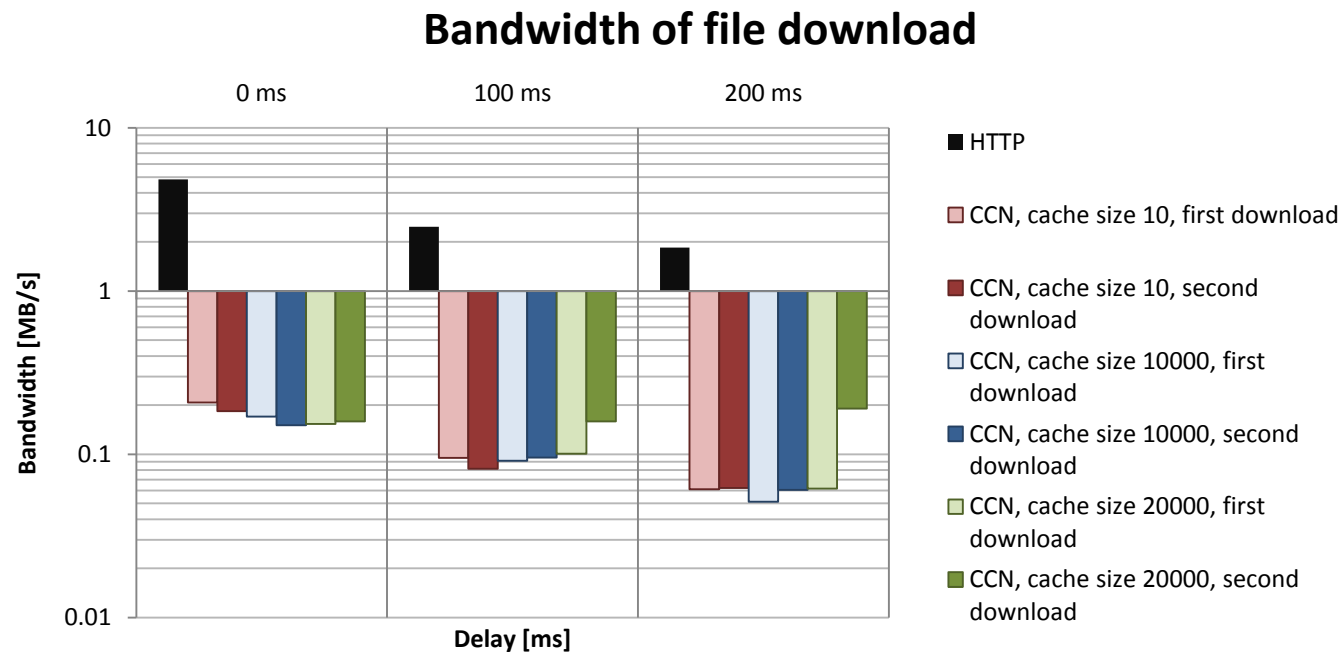 Bandwidth of file download
0 ms 100 ms 200 ms
10
1
0.1
0.01
Bandwidth [MB/s]
Delay [ms]
HTTP
CCN, cache size 10, first download
CCN, cache size 10, second
download
CCN, cache size 10000, first
download
CCN, cache size 10000, second
download
CCN, cache size 20000, first
download
CCN, cache size 20000, second
download